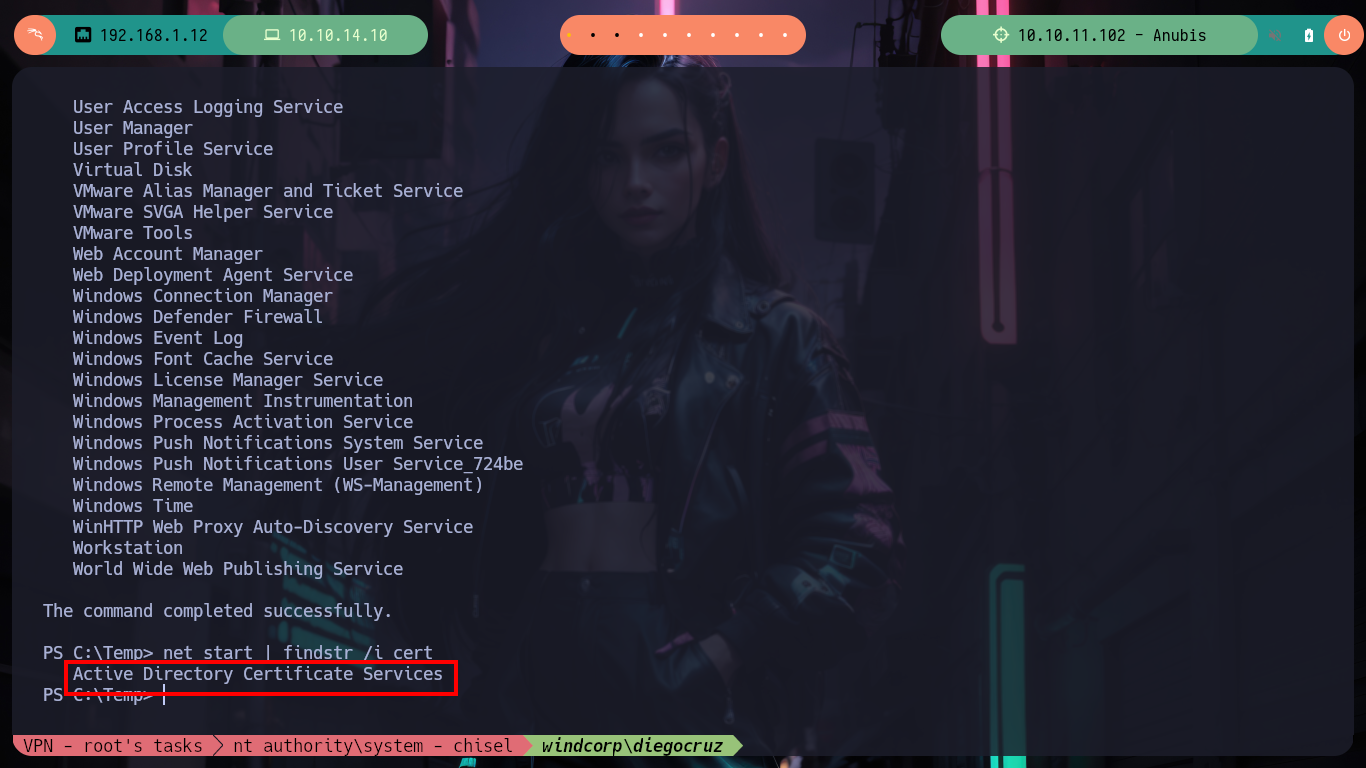 192.168.1.12
10.10.14.10
10.10.11.102 - Anubis
User Access Logging Service
User Manager
User Profile Service
Virtual Disk
VMware Alias Manager and Ticket Service
VMware SVGA Helper Service
VMware Tools
Web Account Manager
Web Deployment Agent Service
Windows Connection Manager
Windows Defender Firewall
Windows Event Log
Windows Font Cache Service
Windows License Manager Service
Windows Management Instrumentation
Windows Process Activation Service
Windows Push Notifications System Service
Windows Push Notifications User Service_724be
Windows Remote Management (WS-Management)
Windows Time
WinHTTP Web Proxy Auto-Discovery Service
Workstation
World Wide Web Publishing Service
The command completed successfully.
PS C:\Temp> net start | findstr /i cert
Active Directory Certificate Services
PS C:\Temp>
VPN - root's tasks
nt authority\system - chisel
windcorp\diegocruz